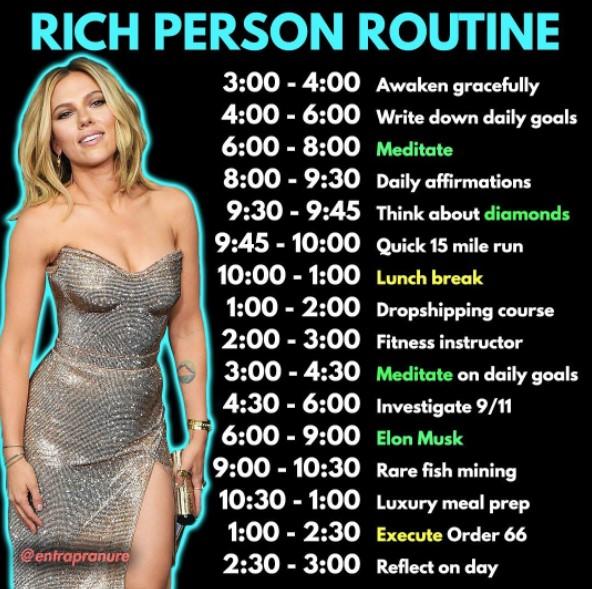 RICH PERSON ROUTINE
3:00 - 4:00 Awaken gracefully
4:00 - 6:00 Write down daily goals
6:00 - 8:00 Meditate
8:00 - 9:30 Daily affirmations
9:30 - 9:45 Think about diamonds
9:45 - 10:00 Quick 15 mile run
10:00 - 1:00 Lunch break
1:00 - 2:00 Dropshipping course
2:00 - 3:00 Fitness instructor
3:00 - 4:30 Meditate on daily goals
4:30 - 6:00 Investigate 9/11
6:00 - 9:00 Elon Musk
9:00 - 10:30 Rare fish mining
10:30 - 1:00 Luxury meal prep
1:00 - 2:30 Execute Order 66
2:30 - 3:00 Reflect on day
@entrapranure